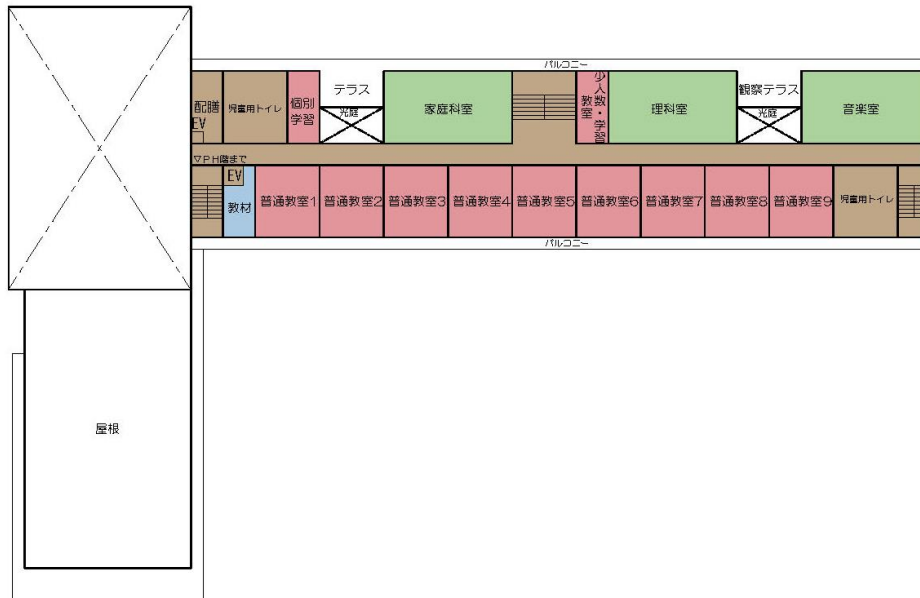 バルコニー
配膳
EV
児童用トイレ
個別
学習
テラス
光庭
家庭科室
少人数・学習
教室
理科室
観察テラス
光庭
音楽室
▽PH階まで
EV
教材
普通教室1
普通教室2
普通教室3
普通教室4
普通教室5
普通教室6
普通教室7
普通教室8
普通教室9
児童用トイレ
バルコニー
屋根